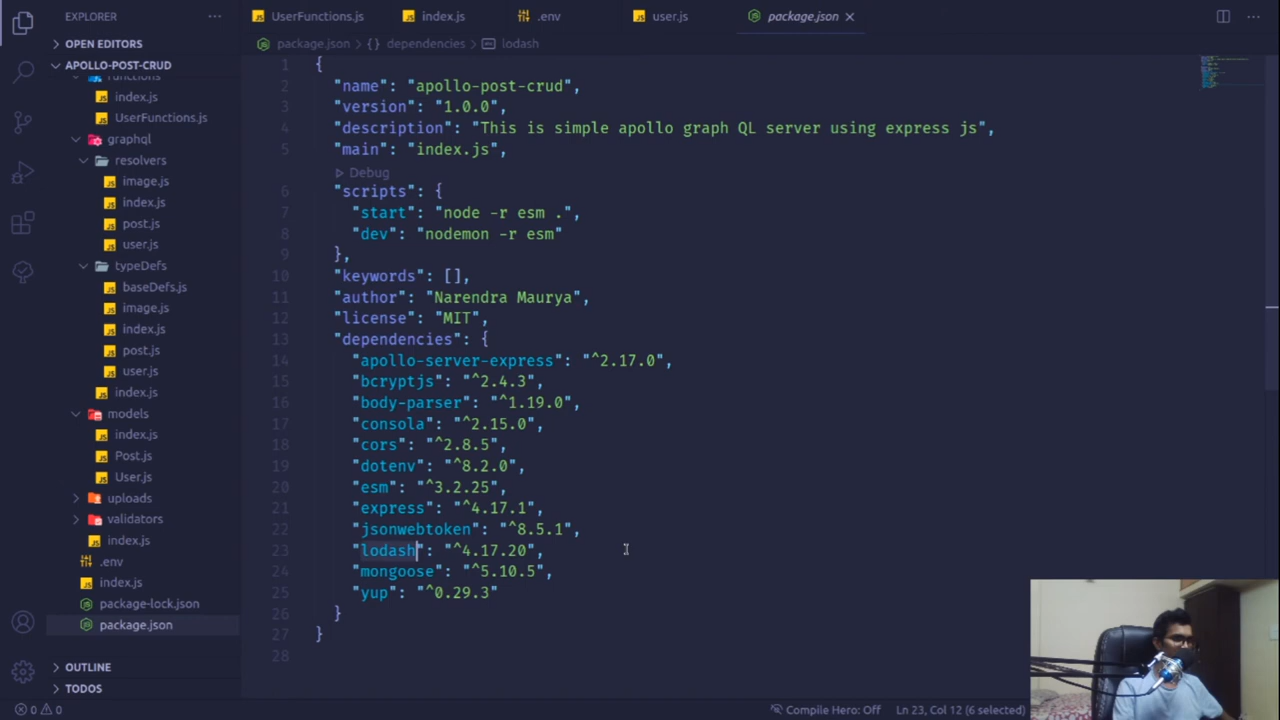 EXPLORER
UserFunctions.js
index.js
.env
user.js
package.json
OPEN EDITORS
package.json
{} dependencies
lodash
APOLLO-POST-CRUD
functions
index.js
UserFunctions.js
graphql
resolvers
image.js
index.js
post.js
user.js
typeDefs
baseDefs.js
image.js
index.js
post.js
user.js
index.js
models
index.js
Post.js
User.js
uploads
validators
index.js
.env
index.js
package-lock.json
package.json
OUTLINE
TODOS
1 {
2 "name": "apollo-post-crud",
3 "version": "1.0.0",
4 "description": "This is simple apollo graph QL server using express js",
5 "main": "index.js",
Debug
6 "scripts": {
7 "start": "node -r esm .",
8 "dev": "nodemon -r esm"
9 },
10 "keywords": [],
11 "author": "Narendra Maurya",
12 "license": "MIT",
13 "dependencies": {
14 "apollo-server-express": "^2.17.0",
15 "bcryptjs": "^2.4.3",
16 "body-parser": "^1.19.0",
17 "consola": "^2.15.0",
18 "cors": "^2.8.5",
19 "dotenv": "^8.2.0",
20 "esm": "^3.2.25",
21 "express": "^4.17.1",
22 "jsonwebtoken": "^8.5.1",
23 "lodash": "^4.17.20",
24 "mongoose": "^5.10.5",
25 "yup": "^0.29.3"
26 }
27 }
28
0 0
Compile Hero: Off
Ln 23, Col 12 (6 selected)